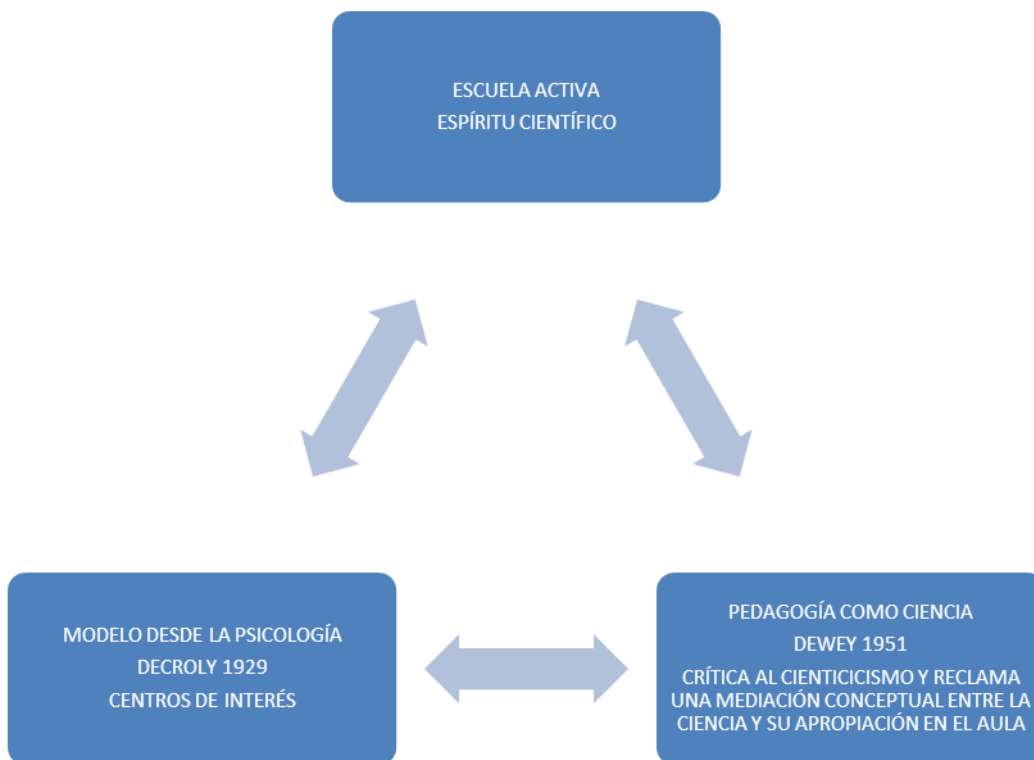 ESCUELA ACTIVA
ESPÍRITU CIENTÍFICO
MODELO DESDE LA PSICOLOGÍA
DECROLY 1929
CENTROS DE INTERÉS
PEDAGOGÍA COMO CIENCIA
DEWEY 1951
CRÍTICA AL CIENTICICISMO Y RECLAMA
UNA MEDIACIÓN CONCEPTUAL ENTRE LA
CIENCIA Y SU APROPIACIÓN EN EL AULA